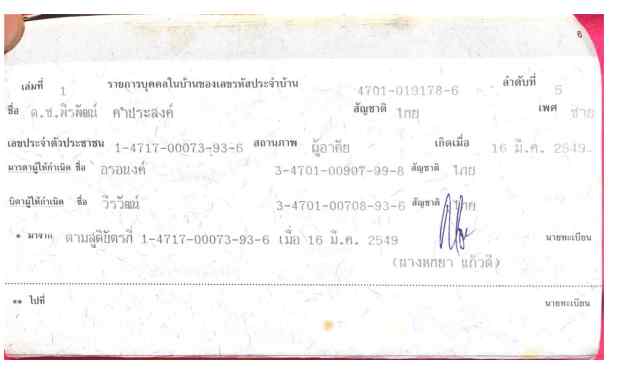 6
เล่มที่ 1 รายการบุคคลในบ้านของเลขรหัสประจำบ้าน 4701-019178-6 ลำดับที่ 5
ชื่อ ด.ช.พีรพัฒน์ คำประสงค์ สัญชาติ ไทย เพศ ชาย
เลขประจำตัวประชาชน 1-4717-00073-93-6 สถานภาพ ผู้อาศัย เกิดเมื่อ 16 มี.ค. 2549
มารดาผู้ให้กำเนิด ชื่อ อรอนงค์ 3-4701-00907-99-8 สัญชาติ ไทย
บิดาผู้ให้กำเนิด ชื่อ วีรวัฒน์ 3-4701-00708-93-6 สัญชาติ ไทย
* มาจาก ตามสูติบัตรที่ 1-4717-00073-93-6 เมื่อ 16 มี.ค. 2549 นายทะเบียน
(นาง แก้วดี)
** ไปที่ นายทะเบียน